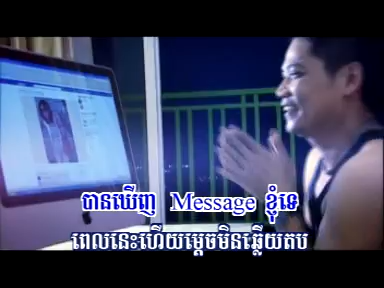 បានឃើញ Message ខ្ញុំទេ
ពេលនេះហើយម្ដេចមិនឆ្លើយតប